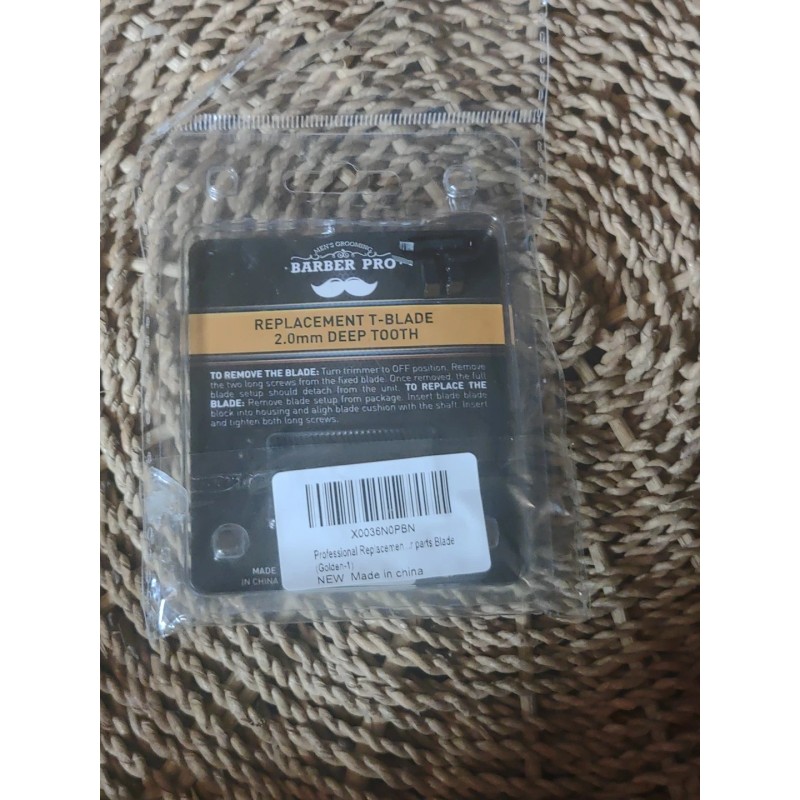 MEN'S GROOMING
BARBER PRO
REPLACEMENT T-BLADE
2.0mm DEEP TOOTH
TO REMOVE THE BLADE: Turn trimmer to OFF position. Remove
the two long screws from the fixed blade. Once removed, the full
blade setup should detach from the unit. TO REPLACE THE
BLADE: Remove blade setup from package. Insert blade blade
block into housing and aligh blade cushion with the shaft. Insert
and tighten both long screws.
X0036N0PBN
Professional Replacemen...r parts Blade
(Golden-1)
NEW Made in china
MADE
IN CHINA